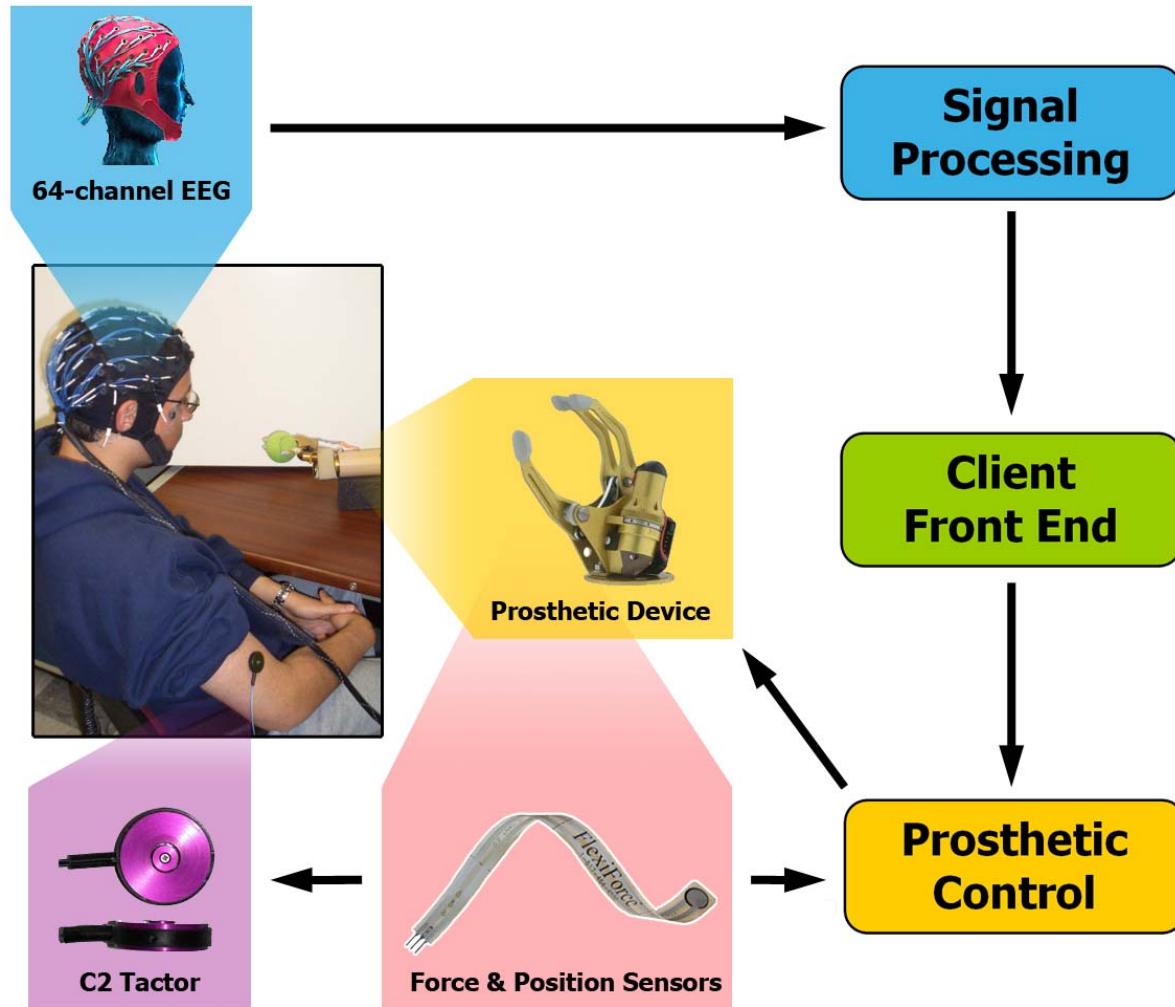 64-channel EEG
Signal
Processing
Client
Front End
Prosthetic Device
Prosthetic
Control
FlexiForce
C2 Tactor
Force & Position Sensors